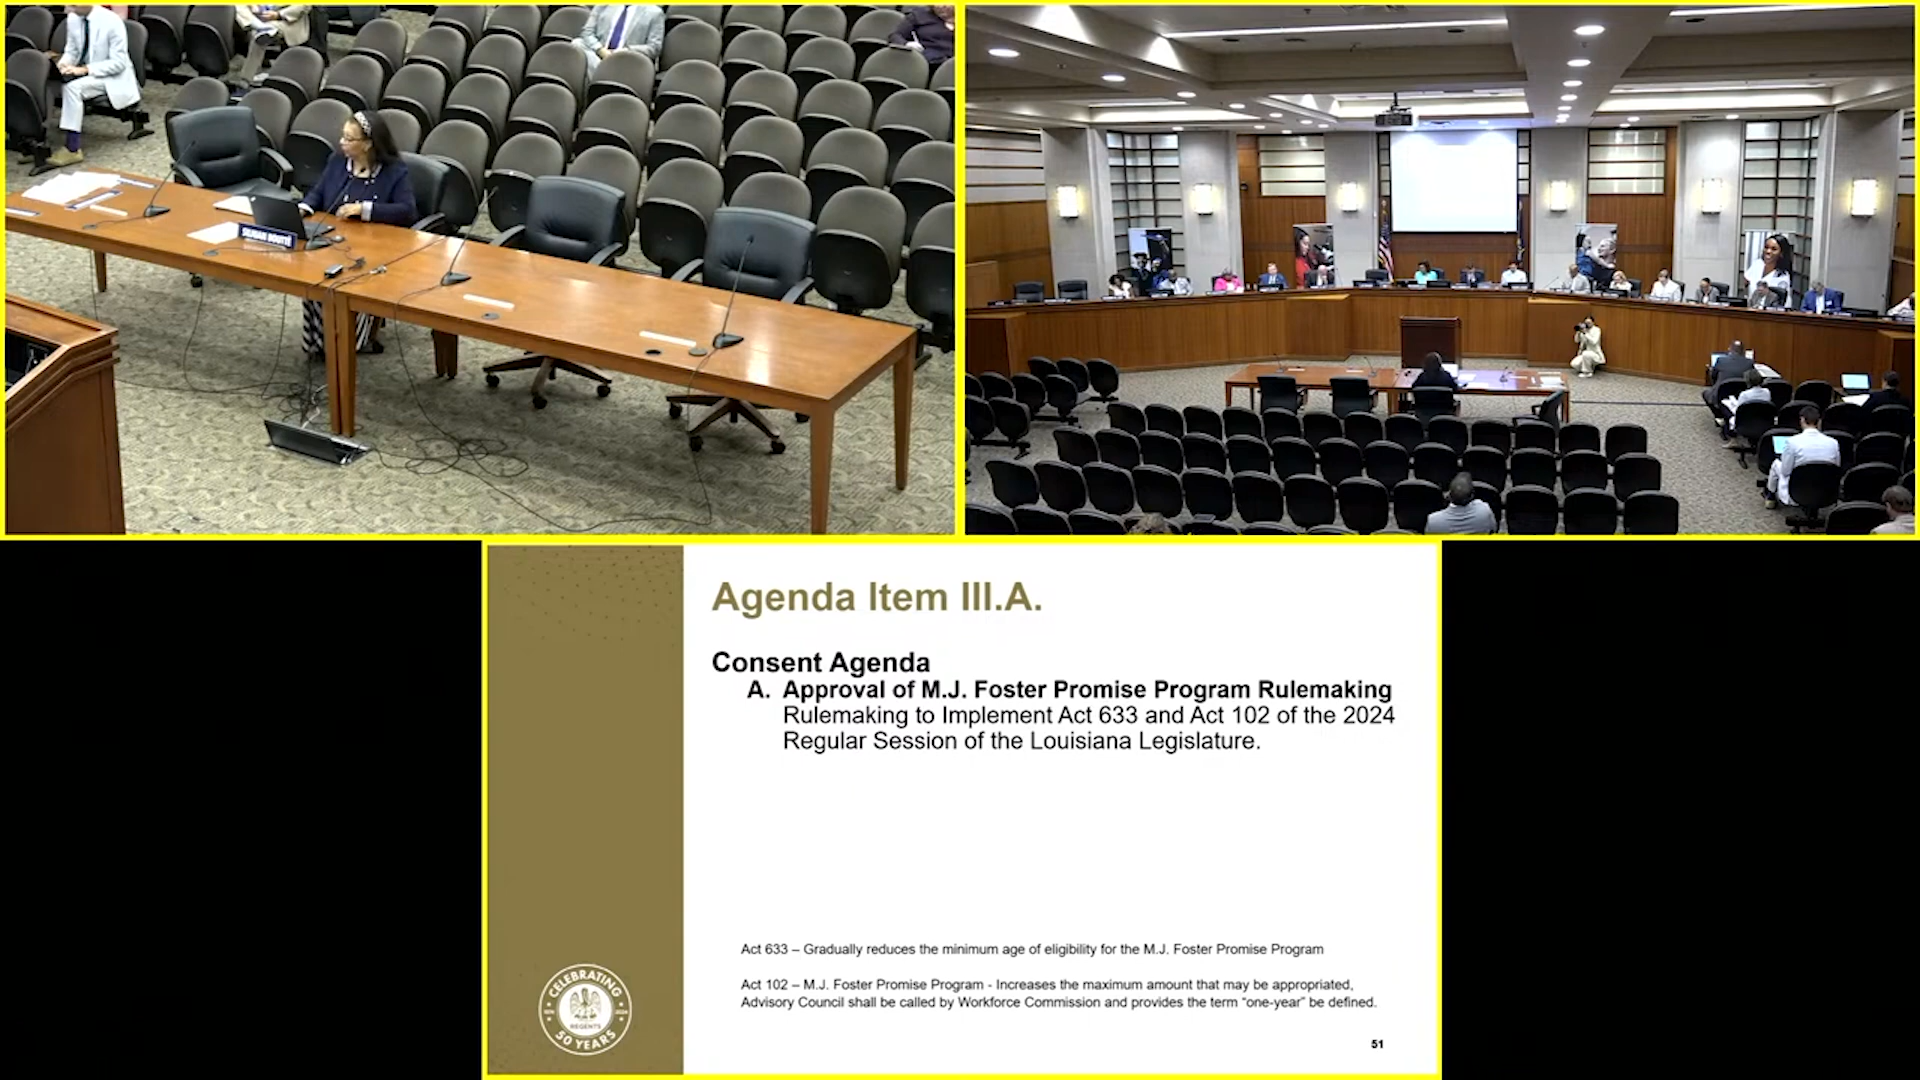 Agenda Item III.A.
Consent Agenda
A. Approval of M.J. Foster Promise Program Rulemaking
Rulemaking to Implement Act 633 and Act 102 of the 2024
Regular Session of the Louisiana Legislature.
Act 633 – Gradually reduces the minimum age of eligibility for the M.J. Foster Promise Program
Act 102 – M.J. Foster Promise Program - Increases the maximum amount that may be appropriated,
Advisory Council shall be called by Workforce Commission and provides the term “one-year” be defined.
CELEBRATING
REGENTS
50 YEARS
51